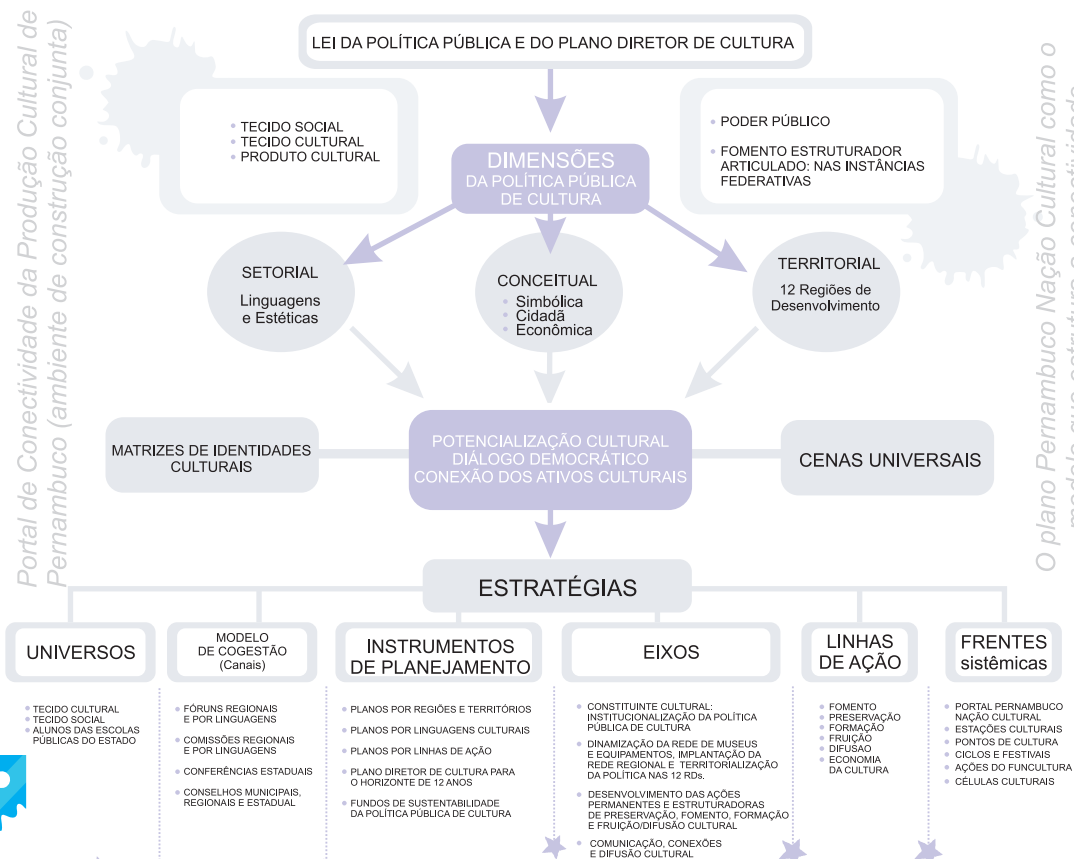 Portal de Conectividade da Produção Cultural de
Pernambuco (ambiente de construção conjunta)
LEI DA POLÍTICA PÚBLICA E DO PLANO DIRETOR DE CULTURA
• TECIDO SOCIAL
• TECIDO CULTURAL
• PRODUTO CULTURAL
• PODER PÚBLICO
• FOMENTO ESTRUTURADOR
ARTICULADO: NAS INSTÂNCIAS
FEDERATIVAS
DIMENSÕES
DA POLÍTICA PÚBLICA
DE CULTURA
SETORIAL
Linguagens
e Estéticas
CONCEITUAL
• Simbólica
• Cidadã
• Econômica
TERRITORIAL
12 Regiões de
Desenvolvimento
MATRIZES DE IDENTIDADES
CULTURAIS
POTENCIALIZAÇÃO CULTURAL
DIÁLOGO DEMOCRÁTICO
CONEXÃO DOS ATIVOS CULTURAIS
CENAS UNIVERSAIS
O plano Pernambuco Nação Cultural como o
modelo que estrutura a conectividade
ESTRATÉGIAS
UNIVERSOS
• TECIDO CULTURAL
• TECIDO SOCIAL
• ALUNOS DAS ESCOLAS
PÚBLICAS DO ESTADO
MODELO
DE COGESTÃO
(Canais)
• FÓRUNS REGIONAIS
E POR LINGUAGENS
• COMISSÕES REGIONAIS
E POR LINGUAGENS
• CONFERÊNCIAS ESTADUAIS
• CONSELHOS MUNICIPAIS,
REGIONAIS E ESTADUAL
INSTRUMENTOS
DE PLANEJAMENTO
• PLANOS POR REGIÕES E TERRITÓRIOS
• PLANOS POR LINGUAGENS CULTURAIS
• PLANOS POR LINHAS DE AÇÃO
• PLANO DIRETOR DE CULTURA PARA
O HORIZONTE DE 12 ANOS
• FUNDOS DE SUSTENTABILIDADE
DA POLÍTICA PÚBLICA DE CULTURA
EIXOS
• CONSTITUINTE CULTURAL:
INSTITUCIONALIZAÇÃO DA POLÍTICA
PÚBLICA DE CULTURA
• DINAMIZAÇÃO DA REDE DE MUSEUS
E EQUIPAMENTOS, IMPLANTAÇÃO DA
REDE REGIONAL E TERRITORIALIZAÇÃO
DA POLÍTICA NAS 12 RDs.
• DESENVOLVIMENTO DAS AÇÕES
PERMANENTES E ESTRUTURADORAS
DE PRESERVAÇÃO, FOMENTO, FORMAÇÃO
E FRUIÇÃO/DIFUSÃO CULTURAL
• COMUNICAÇÃO, CONEXÕES
E DIFUSÃO CULTURAL
LINHAS
DE AÇÃO
• FOMENTO
• PRESERVAÇÃO
• FORMAÇÃO
• FRUIÇÃO
• DIFUSAO
• ECONOMIA
DA CULTURA
FRENTES
sistêmicas
• PORTAL PERNAMBUCO
NAÇÃO CULTURAL
• ESTAÇÕES CULTURAIS
• PONTOS DE CULTURA
• CICLOS E FESTIVAIS
• AÇÕES DO FUNCULTURA
• CÉLULAS CULTURAIS